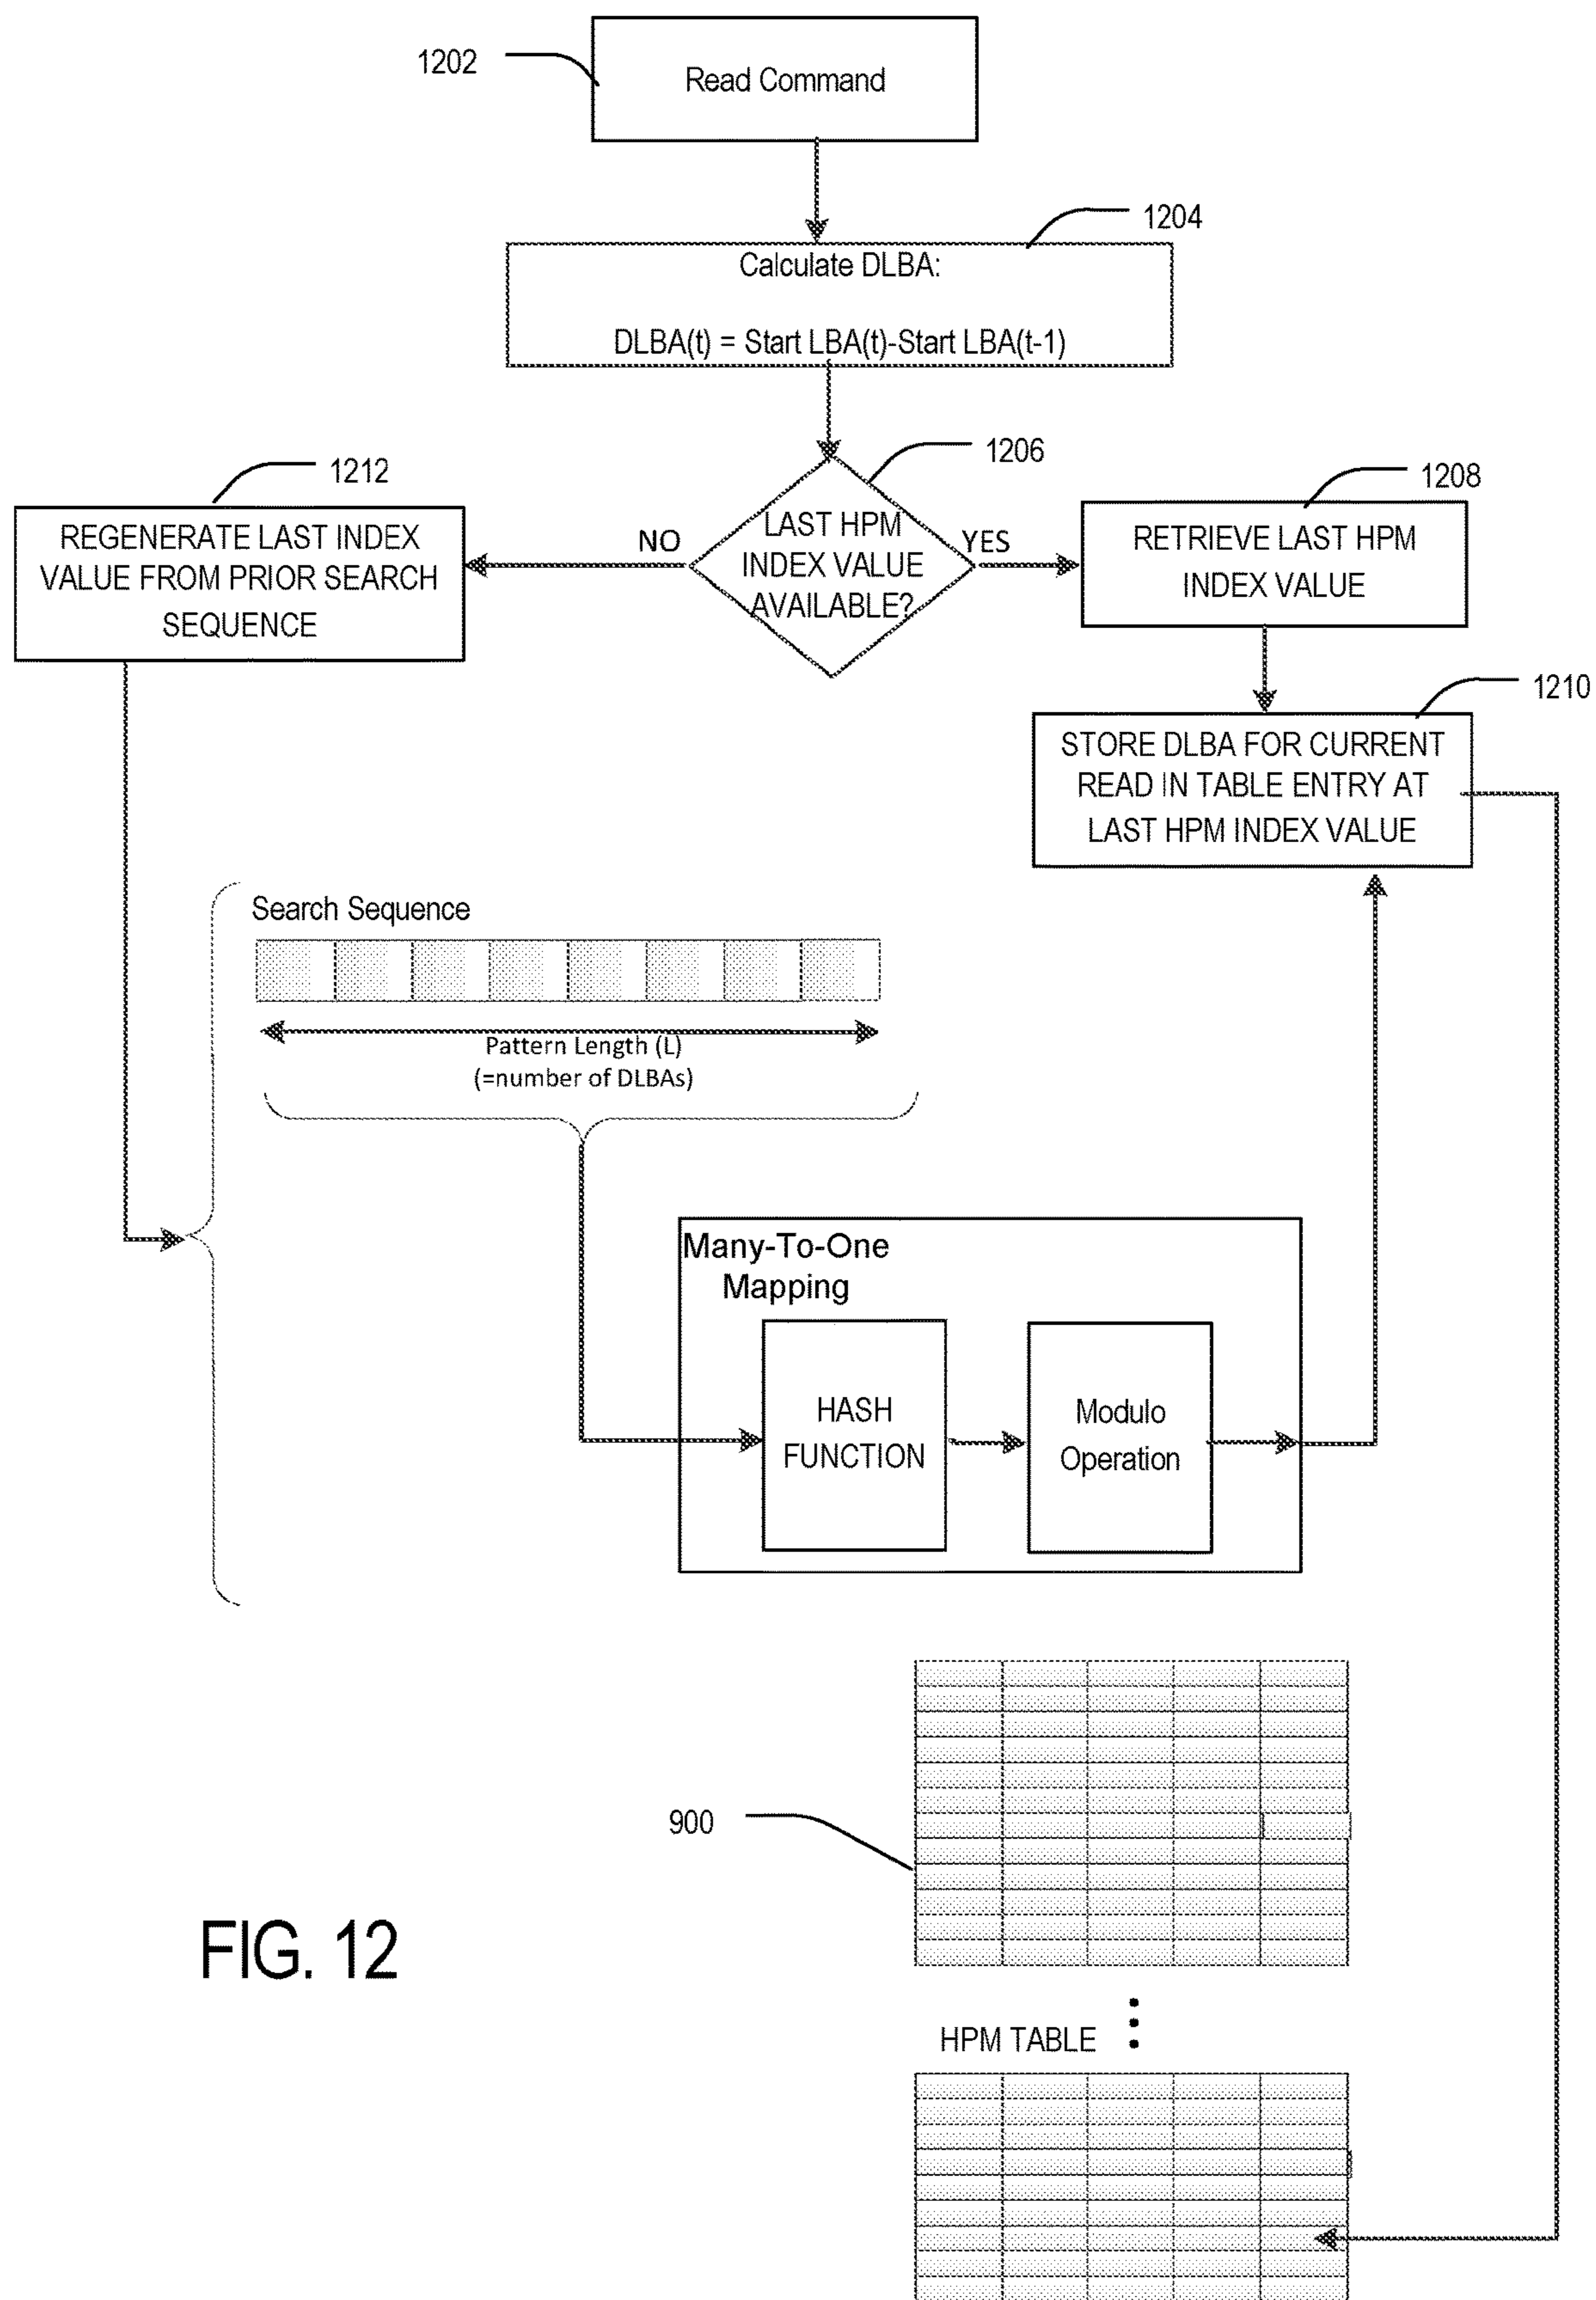 1202
Read Command
1204
Calculate DLBA:
DLBA(t) = Start LBA(t)-Start LBA(t-1)
1206
1212
1208
REGENERATE LAST INDEX
VALUE FROM PRIOR SEARCH
SEQUENCE
NO
LAST HPM
INDEX VALUE
AVAILABLE?
YES
RETRIEVE LAST HPM
INDEX VALUE
1210
STORE DLBA FOR CURRENT
READ IN TABLE ENTRY AT
LAST HPM INDEX VALUE
Search Sequence
Pattern Length (L)
(=number of DLBAs)
Many-To-One
Mapping
HASH
FUNCTION
Modulo
Operation
900
FIG. 12
HPM TABLE